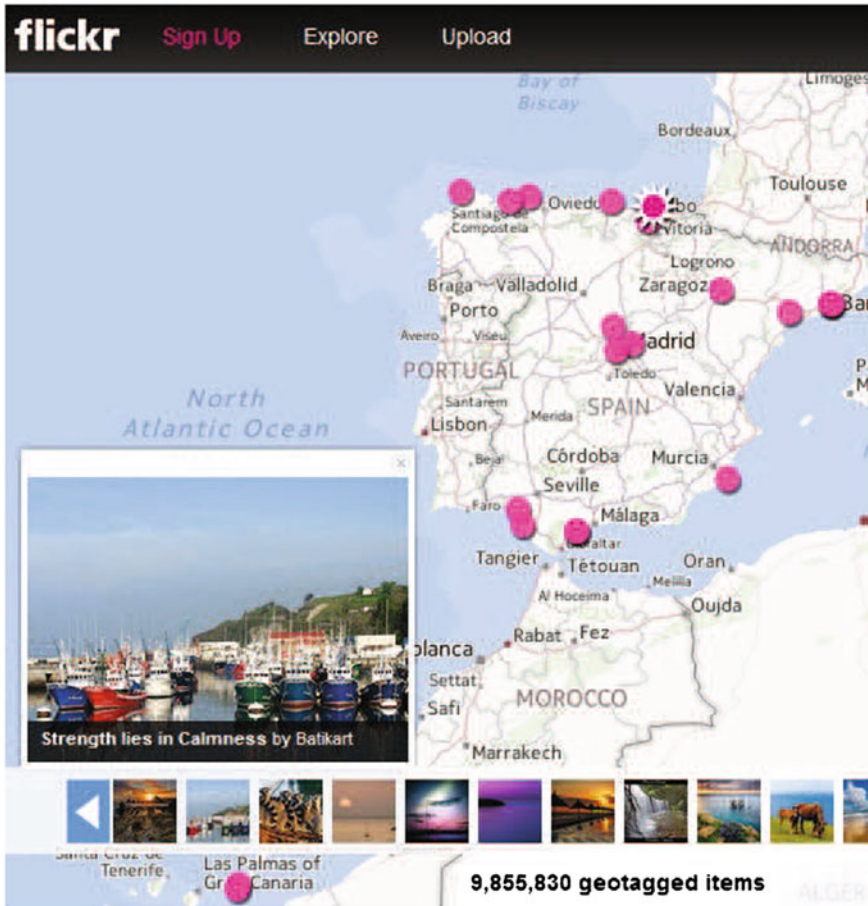 flickr Sign Up Explore Upload
Bay of
Biscay
Limoges
Bordeaux
Toulouse
Oviedo
Santiago de
Compostela
Vitoria
ANDORRA
Logrono
Braga
Valladolid
Zaragoz
Porto
Aveiro
Viseu
Madrid
PORTUGAL
Toledo
North
Atlantic Ocean
Santarem
Merida
SPAIN
Valencia
Lisbon
Beja
Córdoba
Murcia
Seville
Faro
Málaga
Tangier
Tétouan
Oran
Melilla
Al Hoceima
Oujda
Rabat
Fez
blanca
Settat
Safi
MOROCCO
Strength lies in Calmness by Batikart
Marrakech
Santa Cruz de
Tenerife
Las Palmas of
Gran Canaria
9,855,830 geotagged items
ALGER